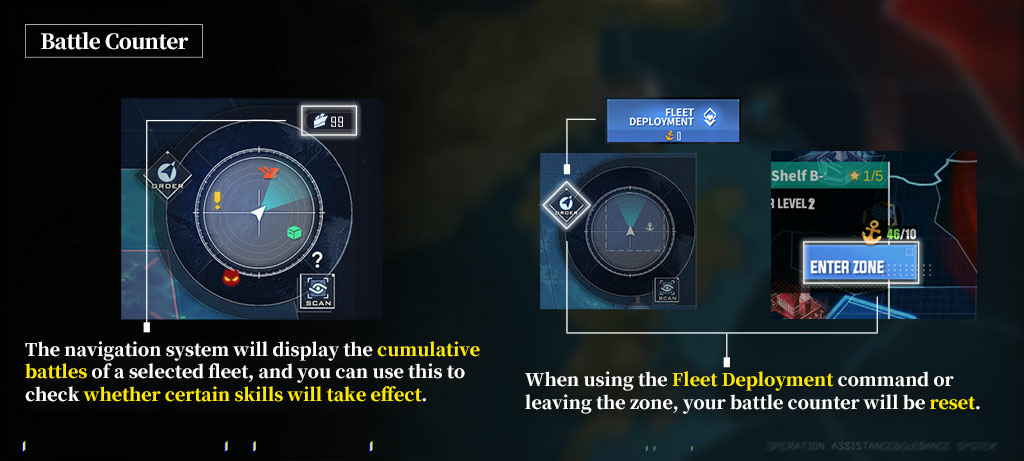 Battle Counter
99
ORDER
?
SCAN
The navigation system will display the cumulative
battles of a selected fleet, and you can use this to
check whether certain skills will take effect.
FLEET
DEPLOYMENT
0
ORDER
SCAN
Shelf B-
1/5
R LEVEL2
46/10
ENTER ZONE
When using the Fleet Deployment command or
leaving the zone, your battle counter will be reset.
OPERATION ASSISTANCE&GUIDANCE SYSTEM